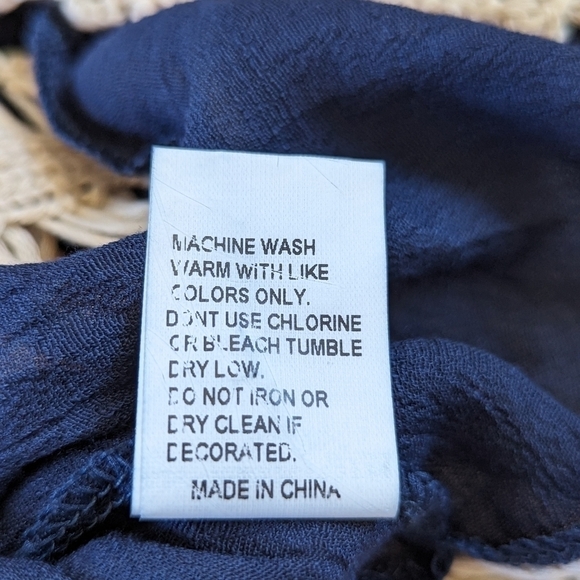 MACHINE WASH
WARM WITH LIKE
COLORS ONLY.
DONT USE CHLORINE
OR BLEACH TUMBLE
DRY LOW.
DO NOT IRON OR
DRY CLEAN IF
DECORATED.
MADE IN CHINA